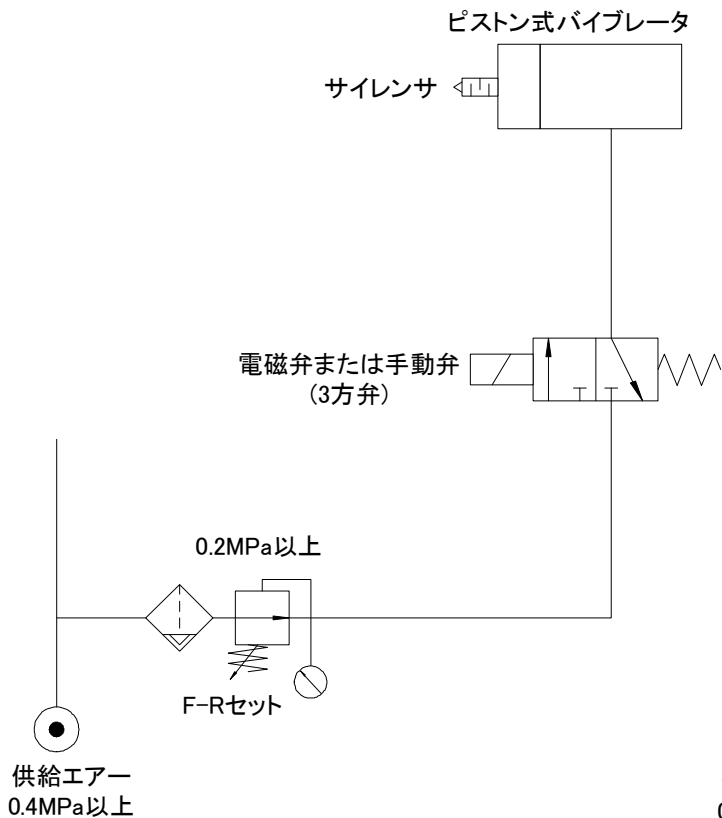 ピストン式バイブレータ
サイレンサ
電磁弁または手動弁
(3方弁)
0.2MPa以上
F-Rセット
供給エアー
0.4MPa以上